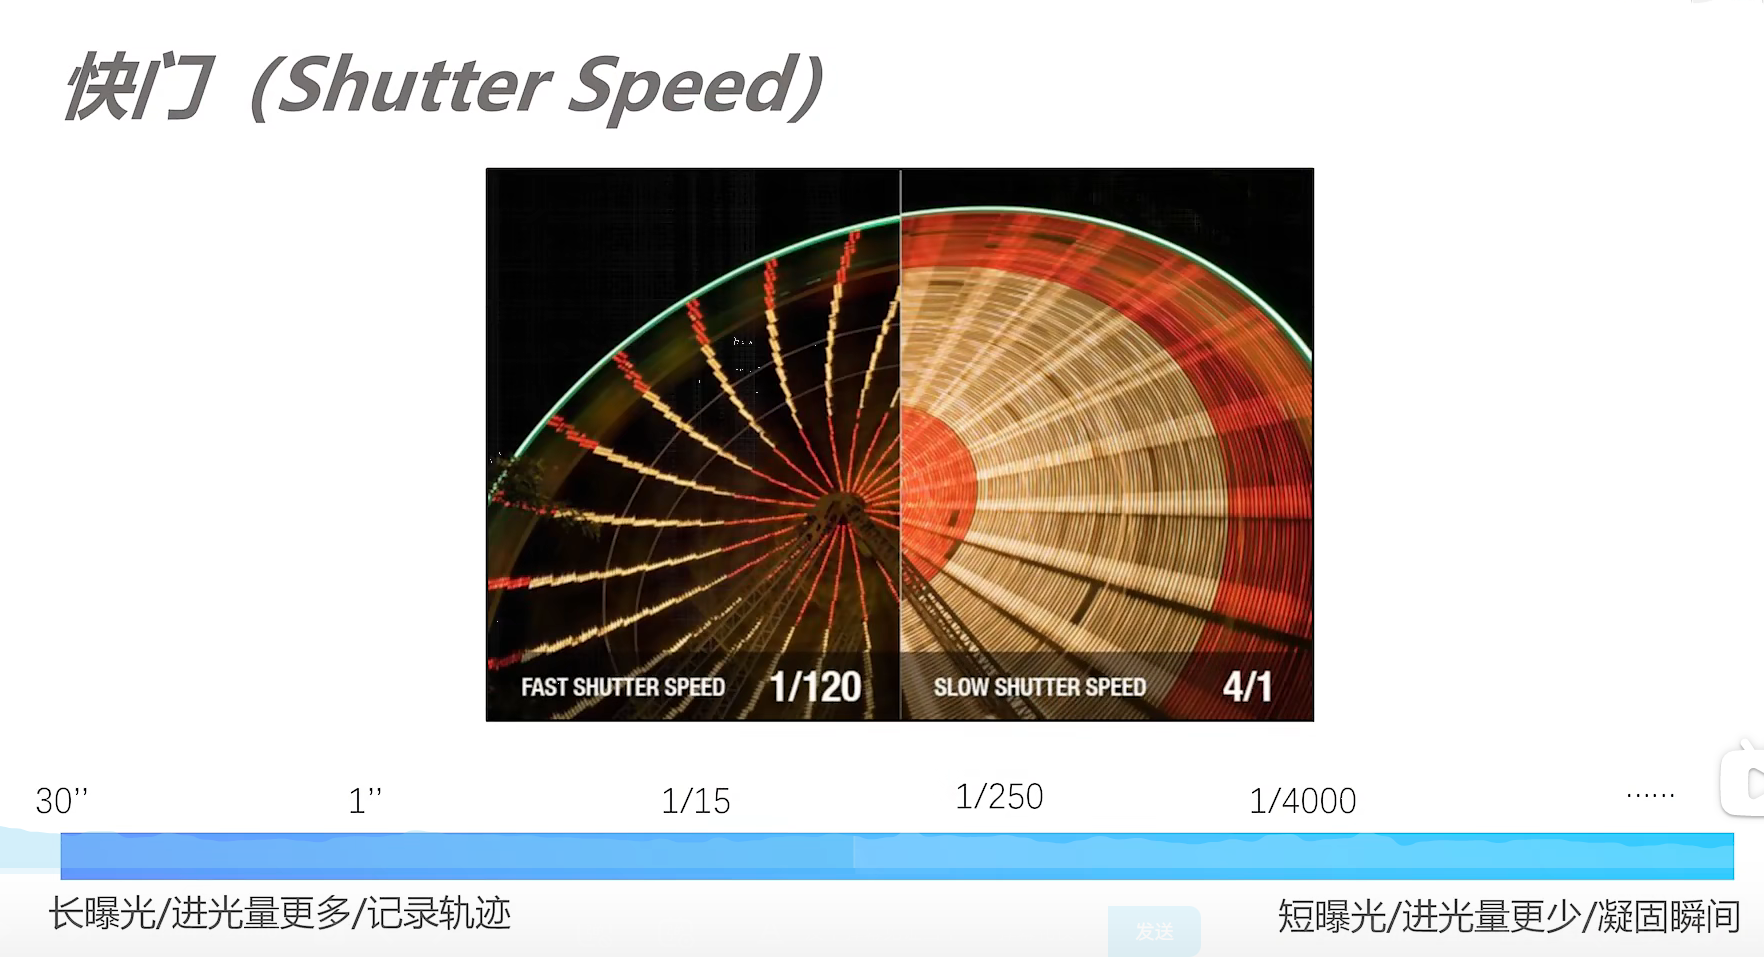 快门（Shutter Speed）
FAST SHUTTER SPEED 1/120 SLOW SHUTTER SPEED 4/1
30’’ 1’’ 1/15 1/250 1/4000 ……
长曝光/进光量更多/记录轨迹 短曝光/进光量更少/凝固瞬间
发送